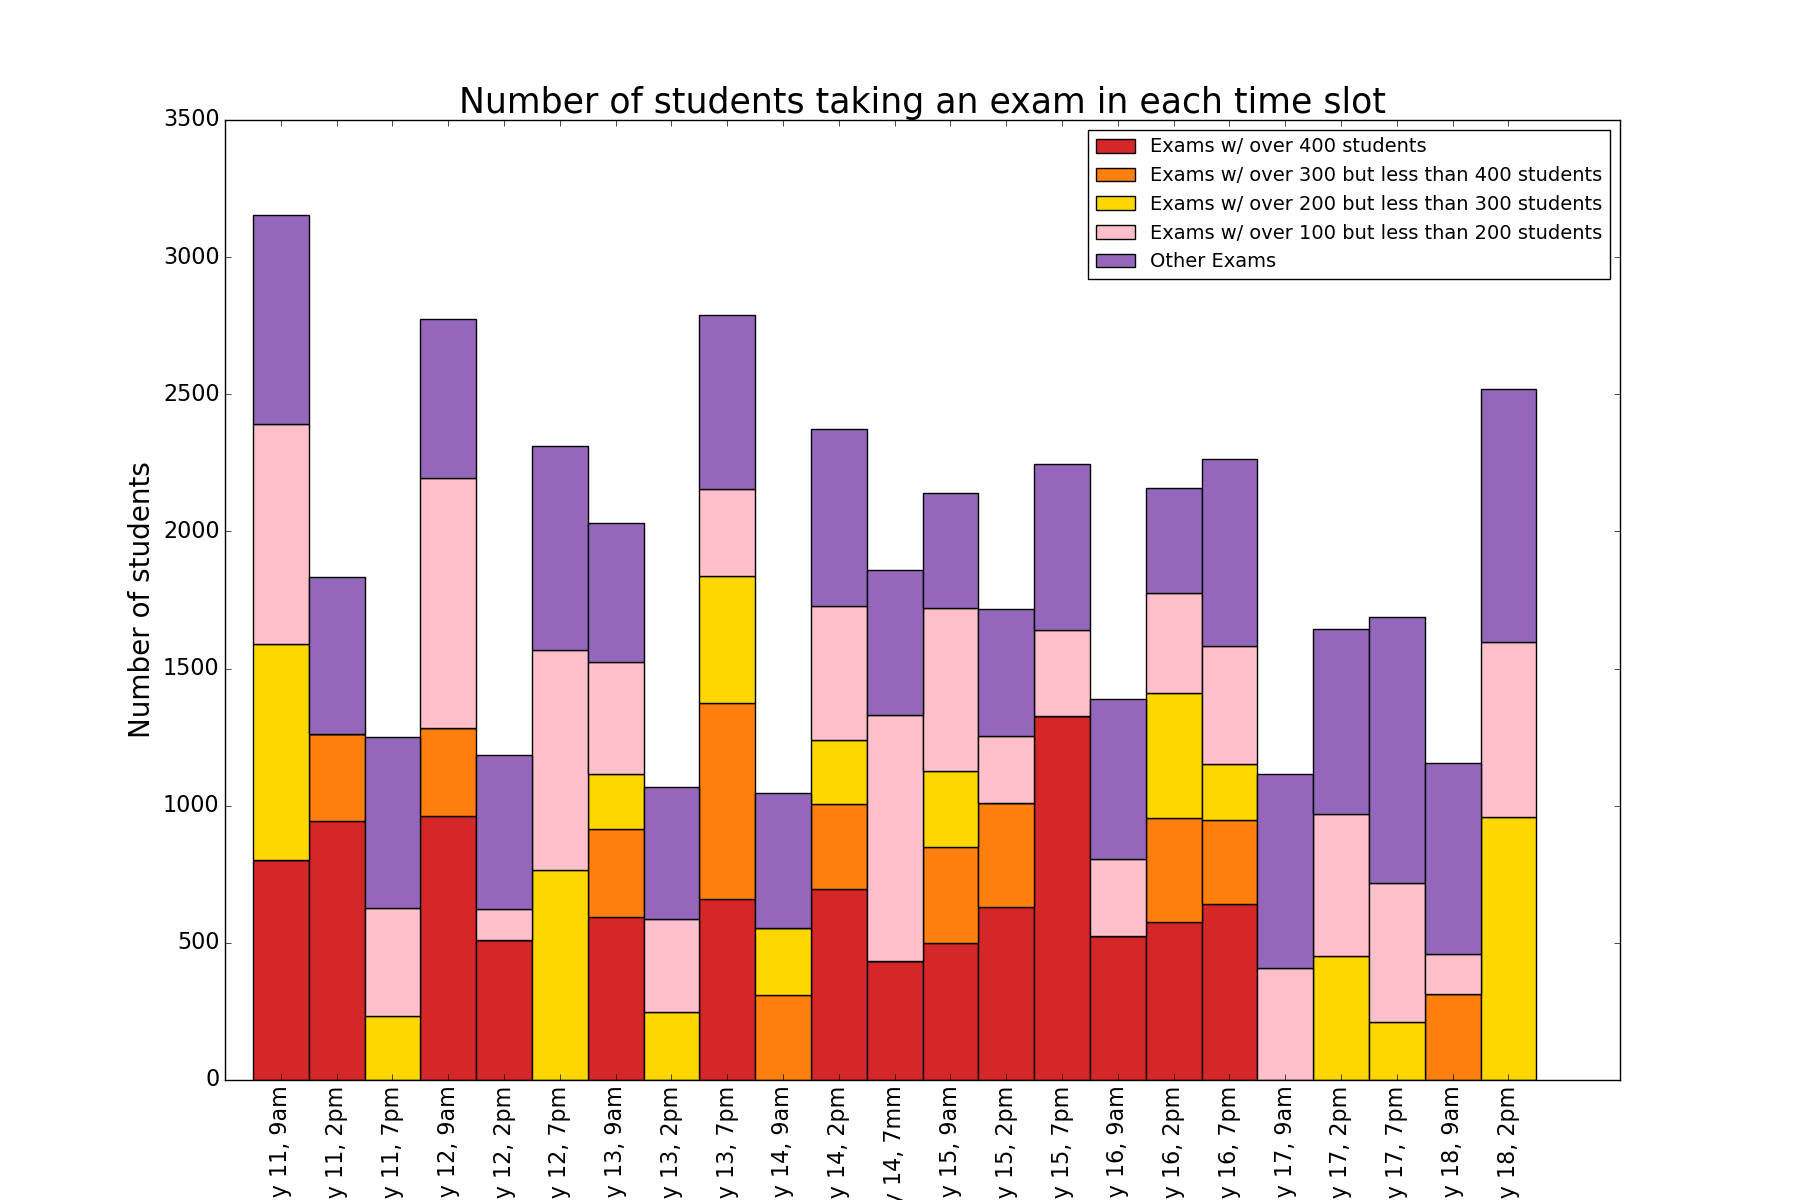 Number of students taking an exam in each time slot
Exams w/ over 400 students
Exams w/ over 300 but less than 400 students
Exams w/ over 200 but less than 300 students
Exams w/ over 100 but less than 200 students
Other Exams
3500
3000
2500
2000
1500
1000
500
0
Number of students
y 11, 9am
y 11, 2pm
y 11, 7pm
y 12, 9am
y 12, 2pm
y 12, 7pm
y 13, 9am
y 13, 2pm
y 13, 7pm
y 14, 9am
y 14, 2pm
y 14, 7mm
y 15, 9am
y 15, 2pm
y 15, 7pm
y 16, 9am
y 16, 2pm
y 16, 7pm
y 17, 9am
y 17, 2pm
y 17, 7pm
y 18, 9am
y 18, 2pm